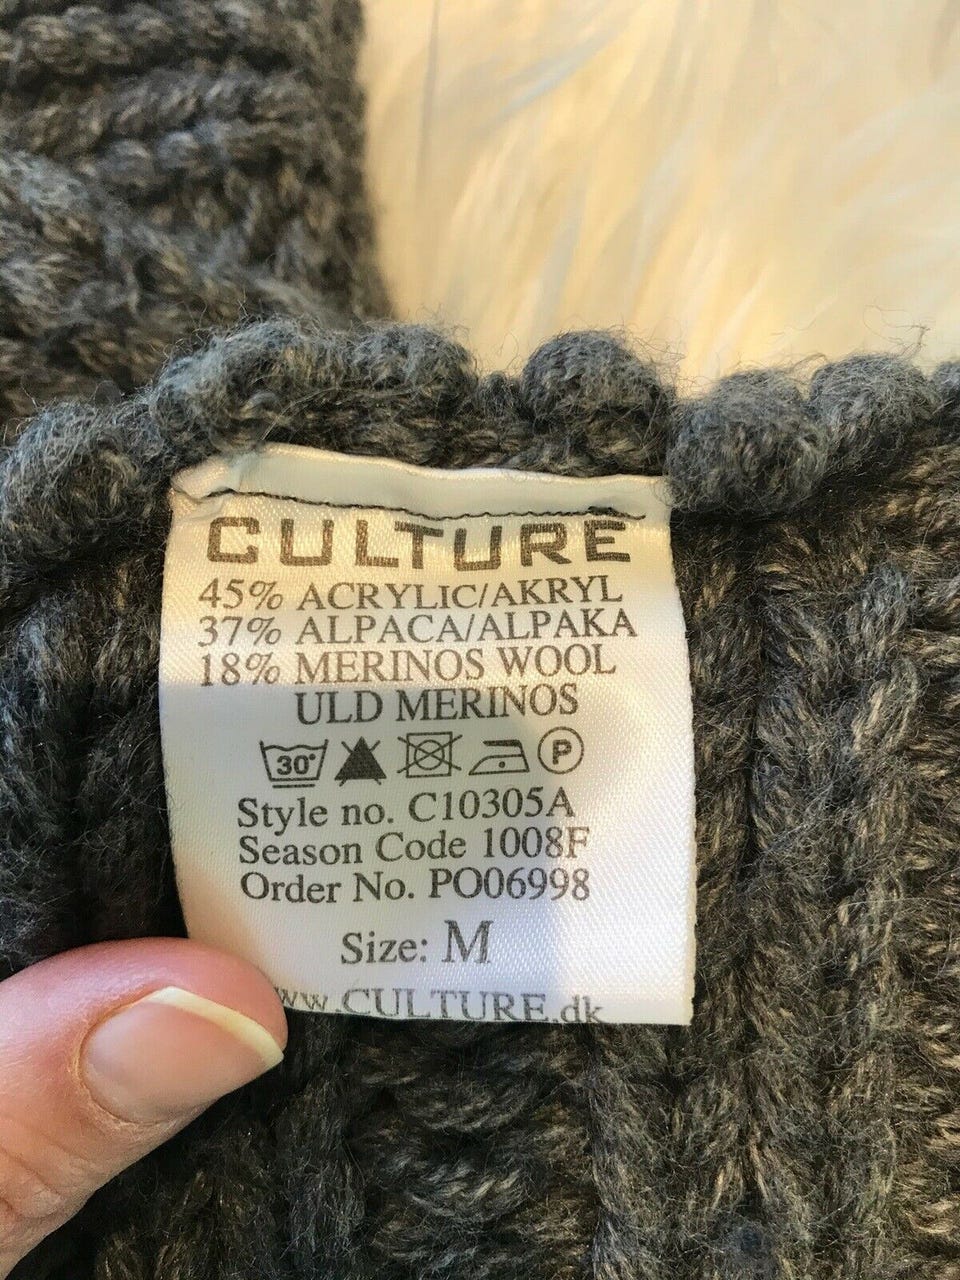 CULTURE
45% ACRYLIC/AKRYL
37% ALPACA/ALPAKA
18% MERINOS WOOL
ULD MERINOS
30° P
Style no. C10305A
Season Code 1008F
Order No. PO06998
Size: M
www.CULTURE.dk